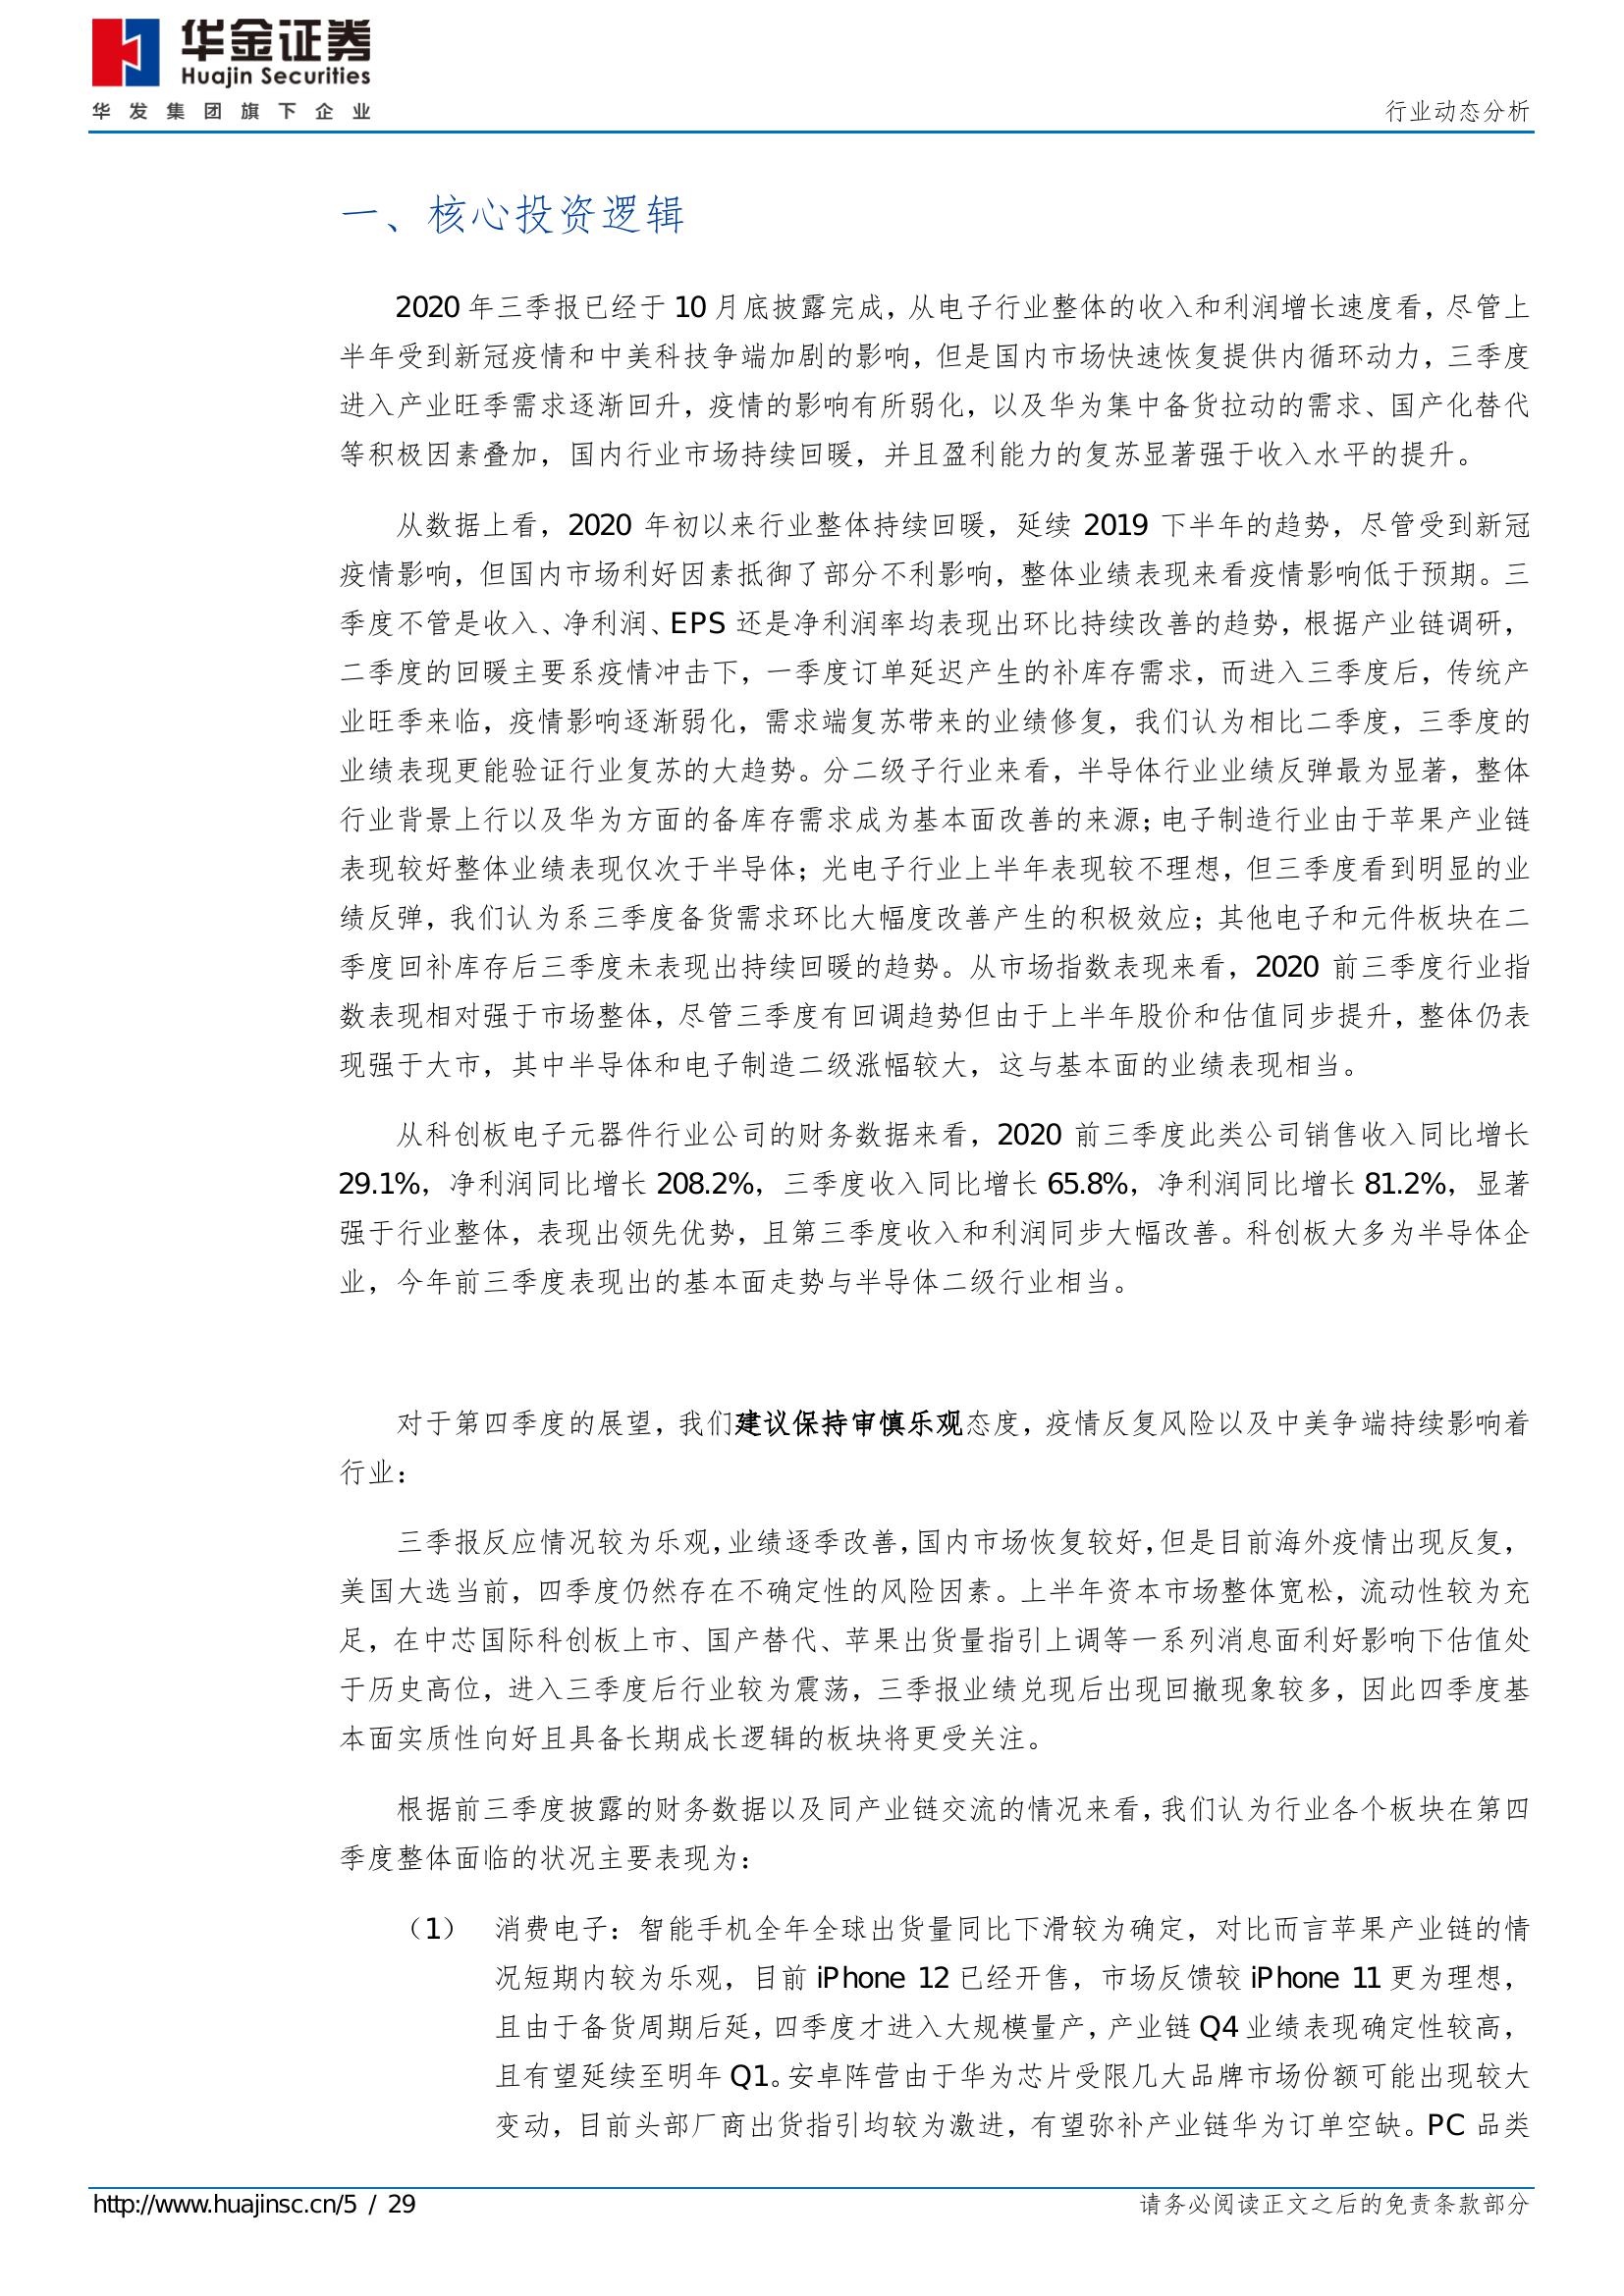 华金证券
Huajin Securities
华发集团旗下企业
行业动态分析
一、核心投资逻辑
2020 年三季报已经于 10 月底披露完成，从电子行业整体的收入和利润增长速度看，尽管上
半年受到新冠疫情和中美科技争端加剧的影响，但是国内市场快速恢复提供内循环动力，三季度
进入产业旺季需求逐渐回升，疫情的影响有所弱化，以及华为集中备货拉动的需求、国产化替代
等积极因素叠加，国内行业市场持续回暖，并且盈利能力的复苏显著强于收入水平的提升。
从数据上看，2020 年初以来行业整体持续回暖，延续 2019 下半年的趋势，尽管受到新冠
疫情影响，但国内市场利好因素抵御了部分不利影响，整体业绩表现来看疫情影响低于预期。三
季度不管是收入、净利润、EPS 还是净利润率均表现出环比持续改善的趋势，根据产业链调研，
二季度的回暖主要系疫情冲击下，一季度订单延迟产生的补库存需求，而进入三季度后，传统产
业旺季来临，疫情影响逐渐弱化，需求端复苏带来的业绩修复，我们认为相比二季度，三季度的
业绩表现更能验证行业复苏的大趋势。分二级子行业来看，半导体行业业绩反弹最为显著，整体
行业背景上行以及华为方面的备库存需求成为基本面改善的来源；电子制造行业由于苹果产业链
表现较好整体业绩表现仅次于半导体；光电子行业上半年表现较不理想，但三季度看到明显的业
绩反弹，我们认为系三季度备货需求环比大幅度改善产生的积极效应；其他电子和元件板块在二
季度回补库存后三季度未表现出持续回暖的趋势。从市场指数表现来看，2020 前三季度行业指
数表现相对强于市场整体，尽管三季度有回调趋势但由于上半年股价和估值同步提升，整体仍表
现强于大市，其中半导体和电子制造二级涨幅较大，这与基本面的业绩表现相当。
从科创板电子元器件行业公司的财务数据来看，2020 前三季度此类公司销售收入同比增长
29.1%，净利润同比增长 208.2%，三季度收入同比增长 65.8%，净利润同比增长 81.2%，显著
强于行业整体，表现出领先优势，且第三季度收入和利润同步大幅改善。科创板大多为半导体企
业，今年前三季度表现出的基本面走势与半导体二级行业相当。
对于第四季度的展望，我们建议保持审慎乐观态度，疫情反复风险以及中美争端持续影响着
行业：
三季报反应情况较为乐观，业绩逐季改善，国内市场恢复较好，但是目前海外疫情出现反复，
美国大选当前，四季度仍然存在不确定性的风险因素。上半年资本市场整体宽松，流动性较为充
足，在中芯国际科创板上市、国产替代、苹果出货量指引上调等一系列消息面利好影响下估值处
于历史高位，进入三季度后行业较为震荡，三季报业绩兑现后出现回撤现象较多，因此四季度基
本面实质性向好且具备长期成长逻辑的板块将更受关注。
根据前三季度披露的财务数据以及同产业链交流的情况来看，我们认为行业各个板块在第四
季度整体面临的状况主要表现为：
（1） 消费电子：智能手机全年全球出货量同比下滑较为确定，对比而言苹果产业链的情
况短期内较为乐观，目前 iPhone 12 已经开售，市场反馈较 iPhone 11 更为理想，
且由于备货周期后延，四季度才进入大规模量产，产业链 Q4 业绩表现确定性较高，
且有望延续至明年 Q1。安卓阵营由于华为芯片受限几大品牌市场份额可能出现较大
变动，目前头部厂商出货指引均较为激进，有望弥补产业链华为订单空缺。PC 品类
http://www.huajinsc.cn/5 / 29
请务必阅读正文之后的免责条款部分